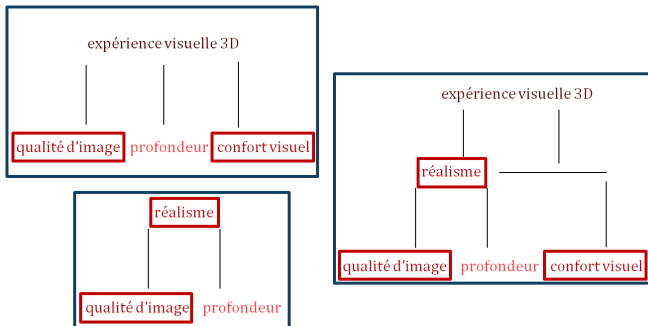 expérience visuelle 3D
qualité d'image profondeur confort visuel
réalisme
qualité d'image profondeur
expérience visuelle 3D
réalisme
qualité d'image profondeur confort visuel